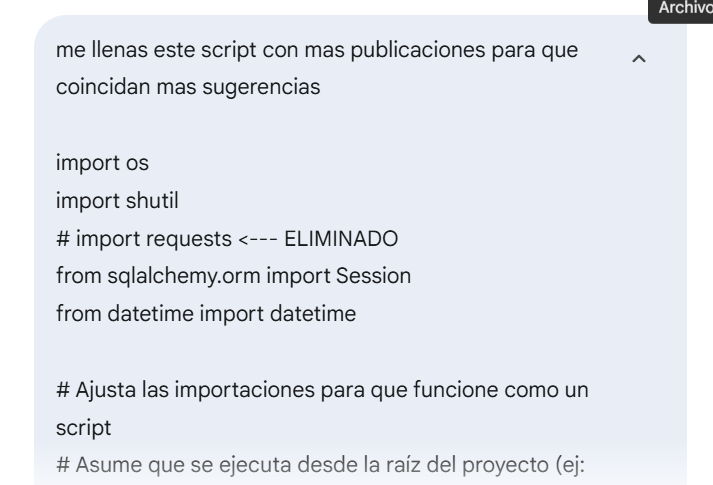 Archivo
me llenas este script con mas publicaciones para que
coincidan mas sugerencias
import os
import shutil
# import requests <--- ELIMINADO
from sqlalchemy.orm import Session
from datetime import datetime
# Ajusta las importaciones para que funcione como un
script
# Asume que se ejecuta desde la raíz del proyecto (ej: